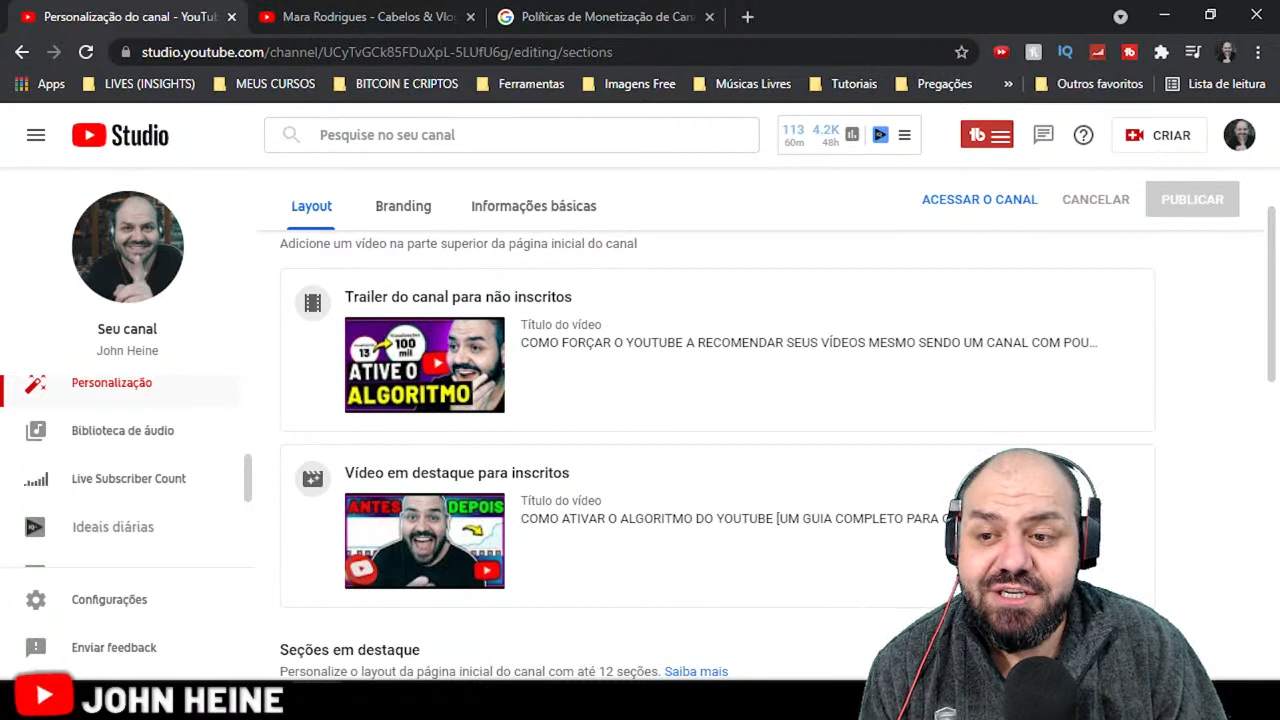 Personalização do canal - YouTu
Mara Rodrigues - Cabelos & Vlog
Políticas de Monetização de Can
studio.youtube.com/channel/UCyTvGCk85FDuXpL-5LUfU6g/editing/sections
Apps
LIVES (INSIGHTS)
MEUS CURSOS
BITCOIN E CRIPTOS
Ferramentas
Imagens Free
Músicas Livres
Tutoriais
Pregações
»
Outros favoritos
Lista de leitura
Studio
Pesquise no seu canal
113 4.2K
60m 48h
CRIAR
Layout
Branding
Informações básicas
ACESSAR O CANAL
CANCELAR
PUBLICAR
Seu canal
John Heine
Personalização
Biblioteca de áudio
Live Subscriber Count
Ideais diárias
Configurações
Enviar feedback
Adicione um vídeo na parte superior da página inicial do canal
Trailer do canal para não inscritos
13
100
mil
ATIVE O
ALGORITMO
Título do vídeo
COMO FORÇAR O YOUTUBE A RECOMENDAR SEUS VÍDEOS MESMO SENDO UM CANAL COM POU...
Vídeo em destaque para inscritos
ANTES
DEPOIS
Título do vídeo
COMO ATIVAR O ALGORITMO DO YOUTUBE [UM GUIA COMPLETO PARA
Seções em destaque
Personalize o layout da página inicial do canal com até 12 seções. Saiba mais
JOHN HEINE